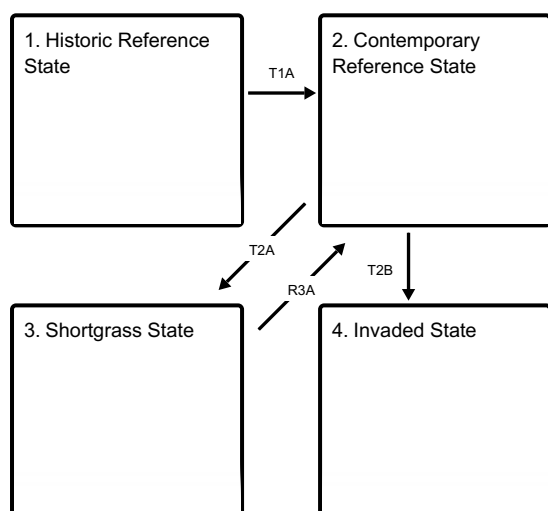 1. Historic Reference
State
2. Contemporary
Reference State
T1A
T2A
R3A
T2B
3. Shortgrass State
4. Invaded State